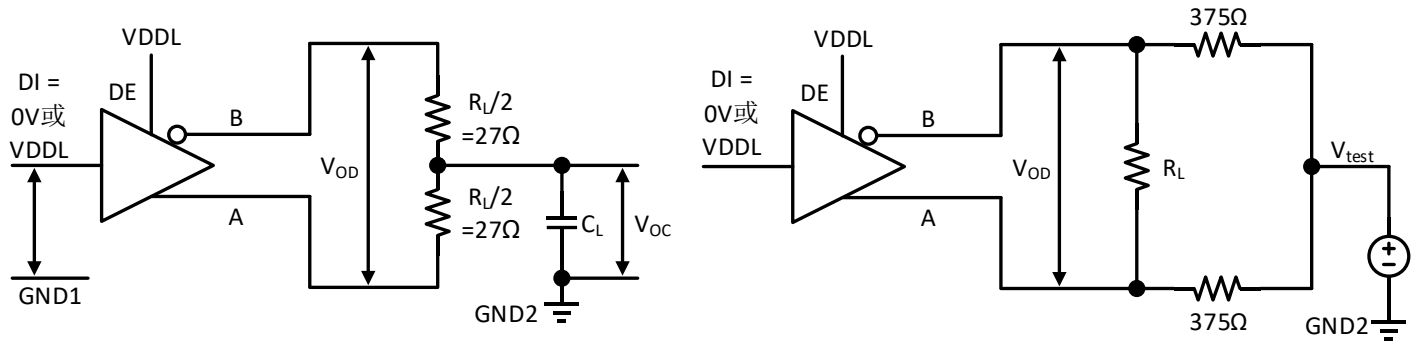 VDDL
DI =
0V或
VDDL
DE
B
A
V_OD
R_L/2
=27Ω
R_L/2
=27Ω
C_L
V_OC
GND1
GND2
VDDL
DI =
0V或
VDDL
DE
B
A
V_OD
R_L
375Ω
375Ω
V_test
GND2